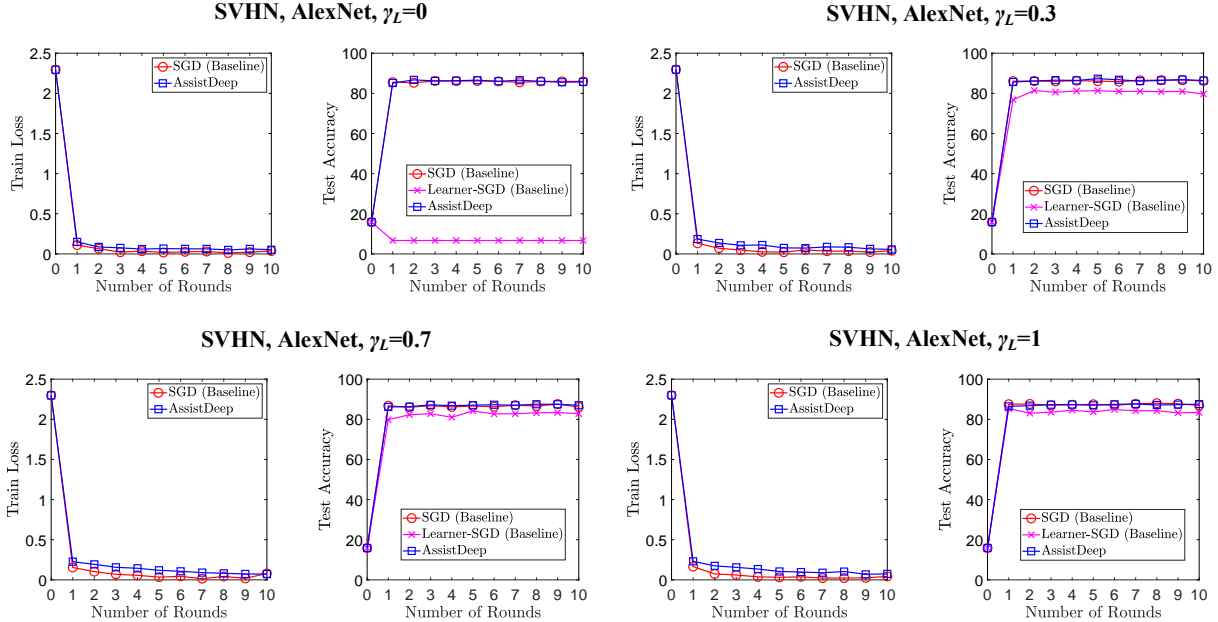 SVHN, AlexNet, γL=0
SVHN, AlexNet, γL=0.3
2.5
2
1.5
1
0.5
0
Train Loss
SGD (Baseline)
AssistDeep
0 1 2 3 4 5 6 7 8 9 10
Number of Rounds
100
80
60
40
20
0
Test Accuracy
SGD (Baseline)
Learner-SGD (Baseline)
AssistDeep
0 1 2 3 4 5 6 7 8 9 10
Number of Rounds
2.5
2
1.5
1
0.5
0
Train Loss
SGD (Baseline)
AssistDeep
0 1 2 3 4 5 6 7 8 9 10
Number of Rounds
100
80
60
40
20
0
Test Accuracy
SGD (Baseline)
Learner-SGD (Baseline)
AssistDeep
0 1 2 3 4 5 6 7 8 9 10
Number of Rounds
SVHN, AlexNet, γL=0.7
SVHN, AlexNet, γL=1
2.5
2
1.5
1
0.5
0
Train Loss
SGD (Baseline)
AssistDeep
0 1 2 3 4 5 6 7 8 9 10
Number of Rounds
100
80
60
40
20
0
Test Accuracy
SGD (Baseline)
Learner-SGD (Baseline)
AssistDeep
0 1 2 3 4 5 6 7 8 9 10
Number of Rounds
2.5
2
1.5
1
0.5
0
Train Loss
SGD (Baseline)
AssistDeep
0 1 2 3 4 5 6 7 8 9 10
Number of Rounds
100
80
60
40
20
0
Test Accuracy
SGD (Baseline)
Learner-SGD (Baseline)
AssistDeep
0 1 2 3 4 5 6 7 8 9 10
Number of Rounds